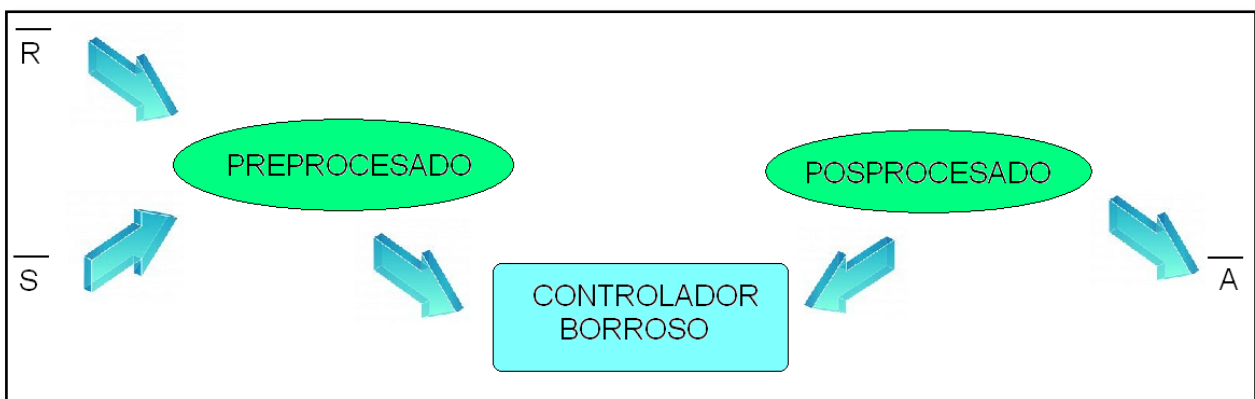 R
PREPROCESADO
POSPROCESADO
S
A
CONTROLADOR
BORROSO